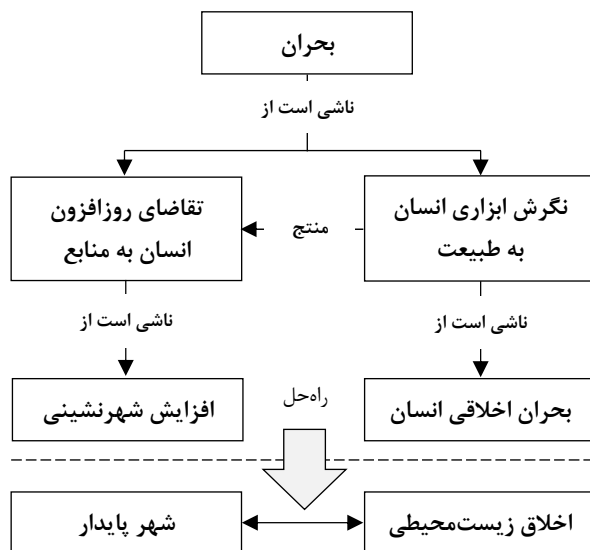 بحران
ناشی است از
نگرش ابزاری انسان
به طبیعت
منتج
تقاضای روزافزون
انسان به منابع
ناشی است از
ناشی است از
بحران اخلاقی انسان
افزایش شهرنشینی
راه‌حل
اخلاق زیست‌محیطی
شهر پایدار